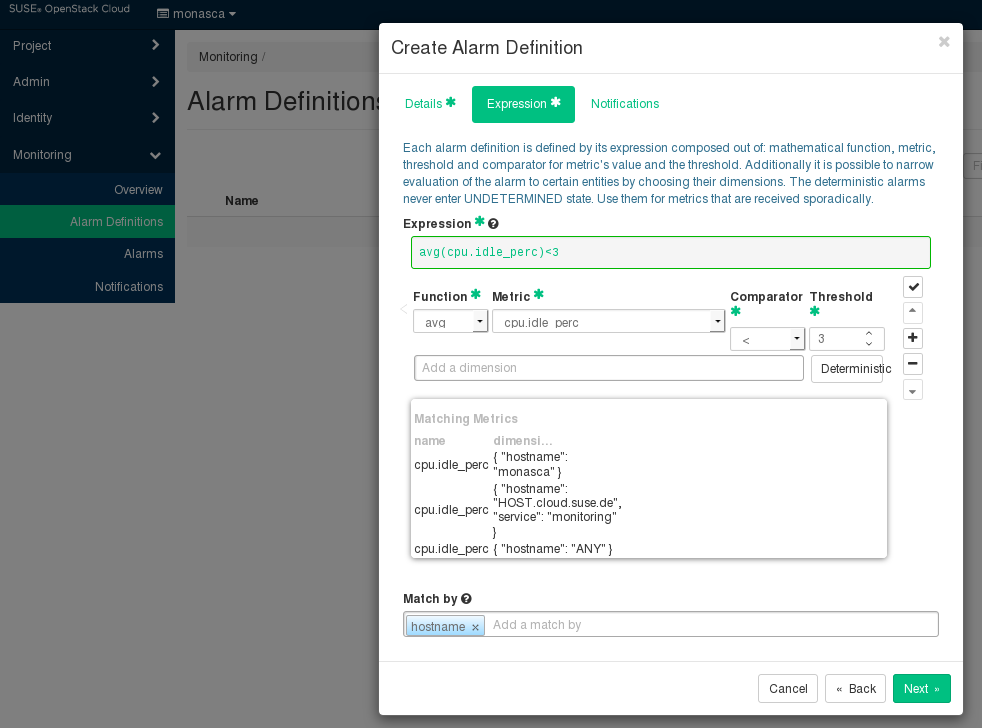 SUSE® OpenStack Cloud
monasca
Project
Admin
Identity
Monitoring
Overview
Alarm Definitions
Alarms
Notifications
Monitoring /
Alarm Definitions
Name
Create Alarm Definition
Details ✱
Expression ✱
Notifications
Each alarm definition is defined by its expression composed out of: mathematical function, metric,
threshold and comparator for metric's value and the threshold. Additionally it is possible to narrow
evaluation of the alarm to certain entities by choosing their dimensions. The deterministic alarms
never enter UNDETERMINED state. Use them for metrics that are received sporadically.
Expression ✱
avg(cpu.idle_perc)<3
Function ✱ Metric ✱ Comparator ✱ Threshold ✱
avg cpu.idle_perc
< 3
Add a dimension Deterministic
Matching Metrics
name dimensi...
cpu.idle_perc { "hostname":
"monasca" }
cpu.idle_perc { "hostname":
"HOST.cloud.suse.de",
"service": "monitoring"
}
cpu.idle_perc { "hostname": "ANY" }
Match by
hostname × Add a match by
Cancel « Back Next »